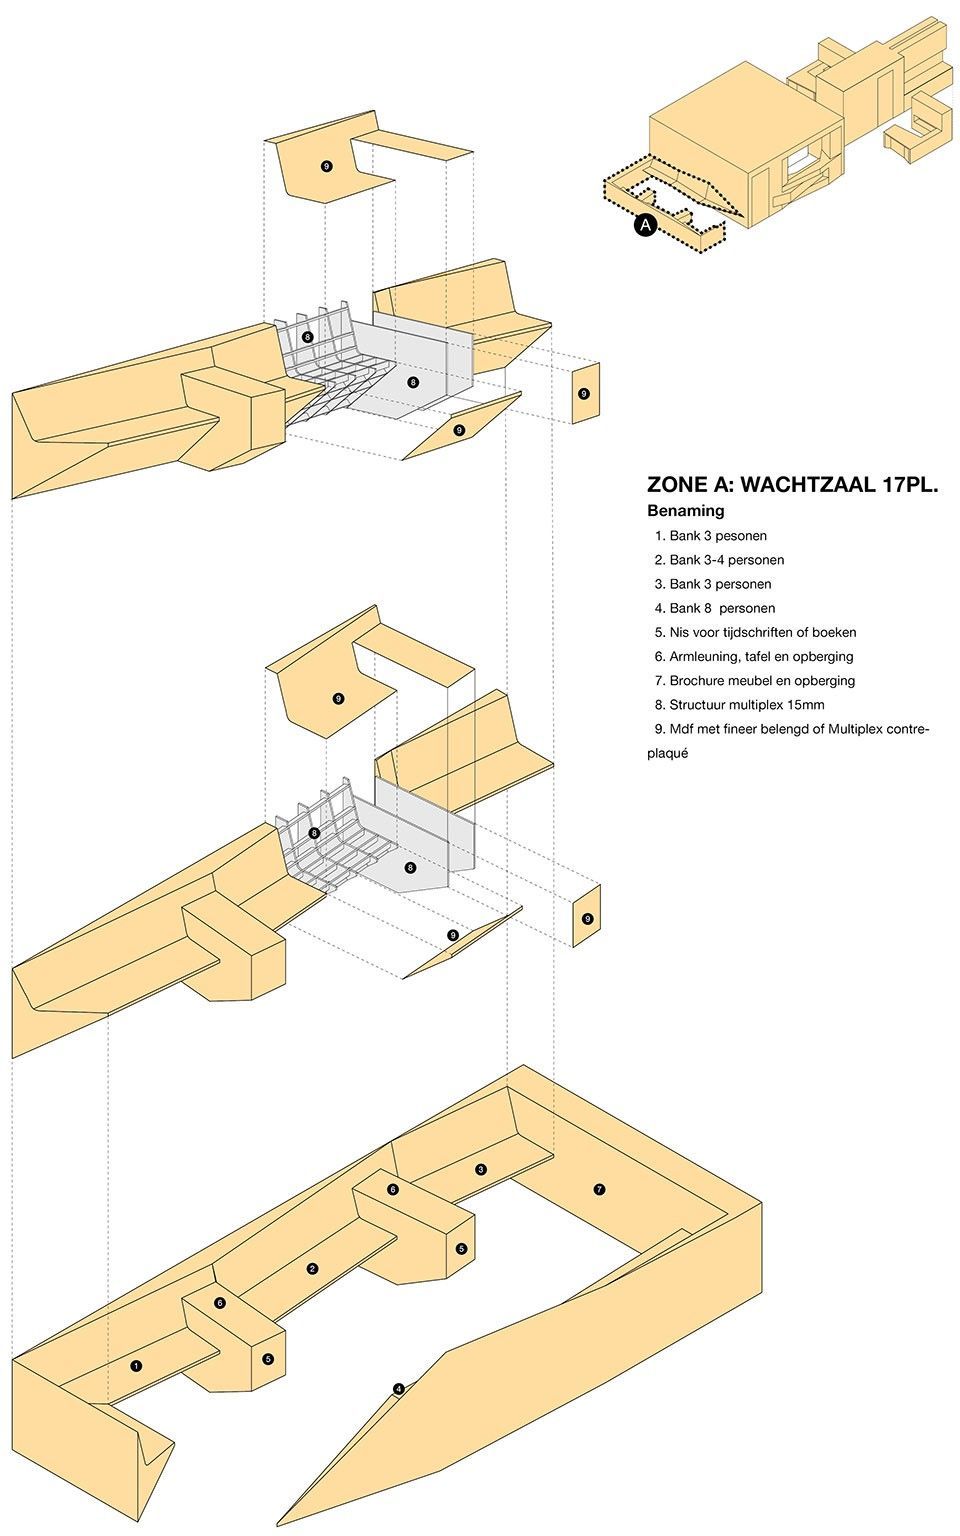 9
A
8
8
9
9
ZONE A: WACHTZAAL 17PL.
Benaming
1. Bank 3 pesonen
2. Bank 3-4 personen
3. Bank 3 personen
4. Bank 8  personen
5. Nis voor tijdschriften of boeken
6. Armleuning, tafel en opberging
7. Brochure meubel en opberging
8. Structuur multiplex 15mm
9. Mdf met fineer belengd of Multiplex contre-
plaqué
9
8
8
9
9
3
6
7
5
2
6
5
1
4